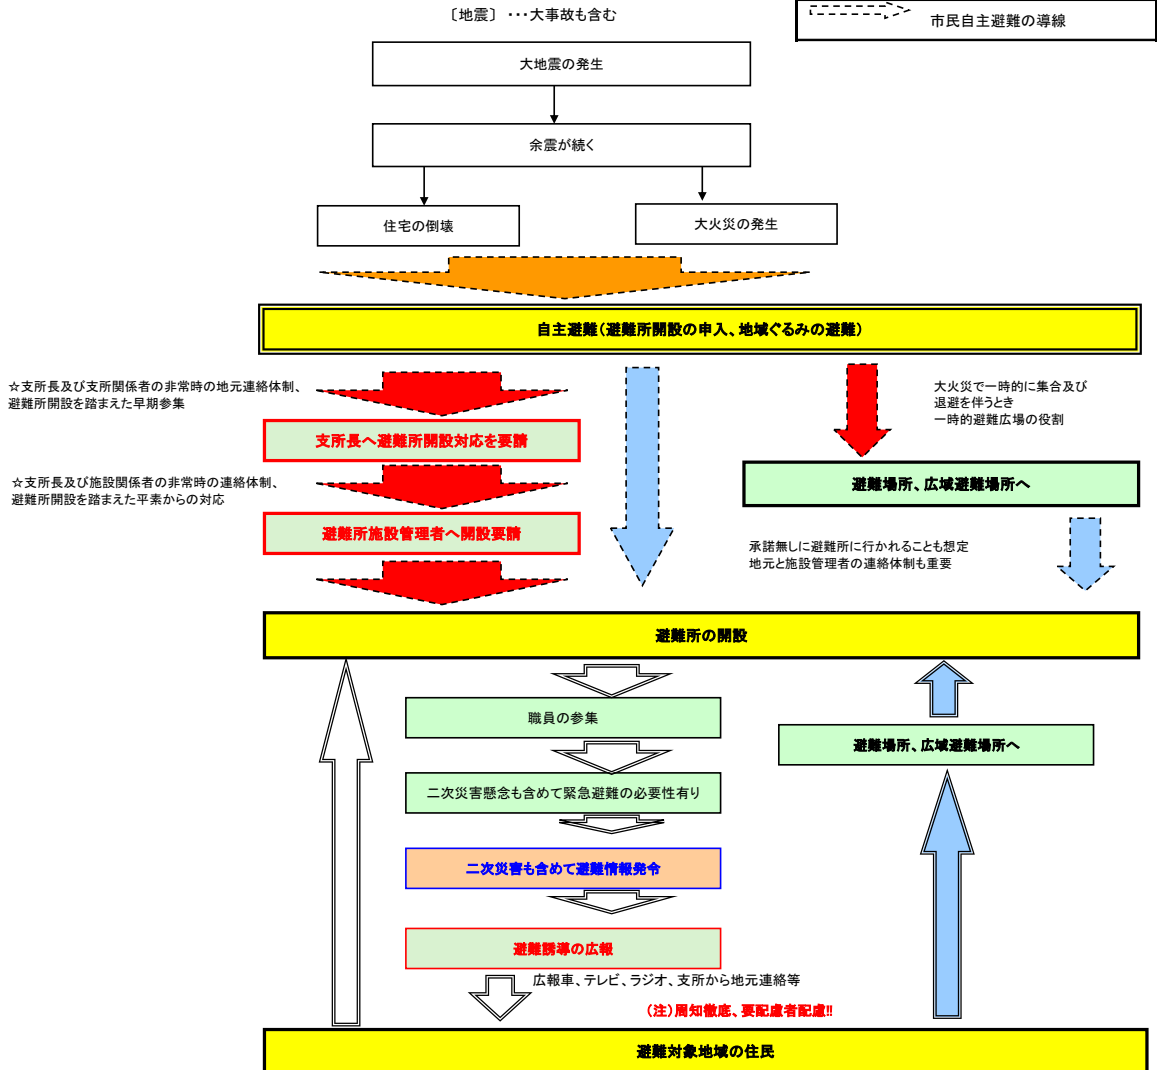 〔地震〕 ・・・大事故も含む
市民自主避難の導線
大地震の発生
余震が続く
住宅の倒壊
大火災の発生
自主避難（避難所開設の申入、地域ぐるみの避難）
☆支所長及び支所関係者の非常時の地元連絡体制、
避難所開設を踏まえた早期参集
大火災で一時的に集合及び
退避を伴うとき
一時的避難広場の役割
支所長へ避難所開設対応を要請
☆支所長及び施設関係者の非常時の連絡体制、
避難所開設を踏まえた平素からの対応
避難場所、広域避難場所へ
避難所施設管理者へ開設要請
承諾無しに避難所に行かれることも想定
地元と施設管理者の連絡体制も重要
避難所の開設
職員の参集
避難場所、広域避難場所へ
二次災害懸念も含めて緊急避難の必要性有り
二次災害も含めて避難情報発令
避難誘導の広報
広報車、テレビ、ラジオ、支所から地元連絡等
（注）周知徹底、要配慮者配慮!!
避難対象地域の住民